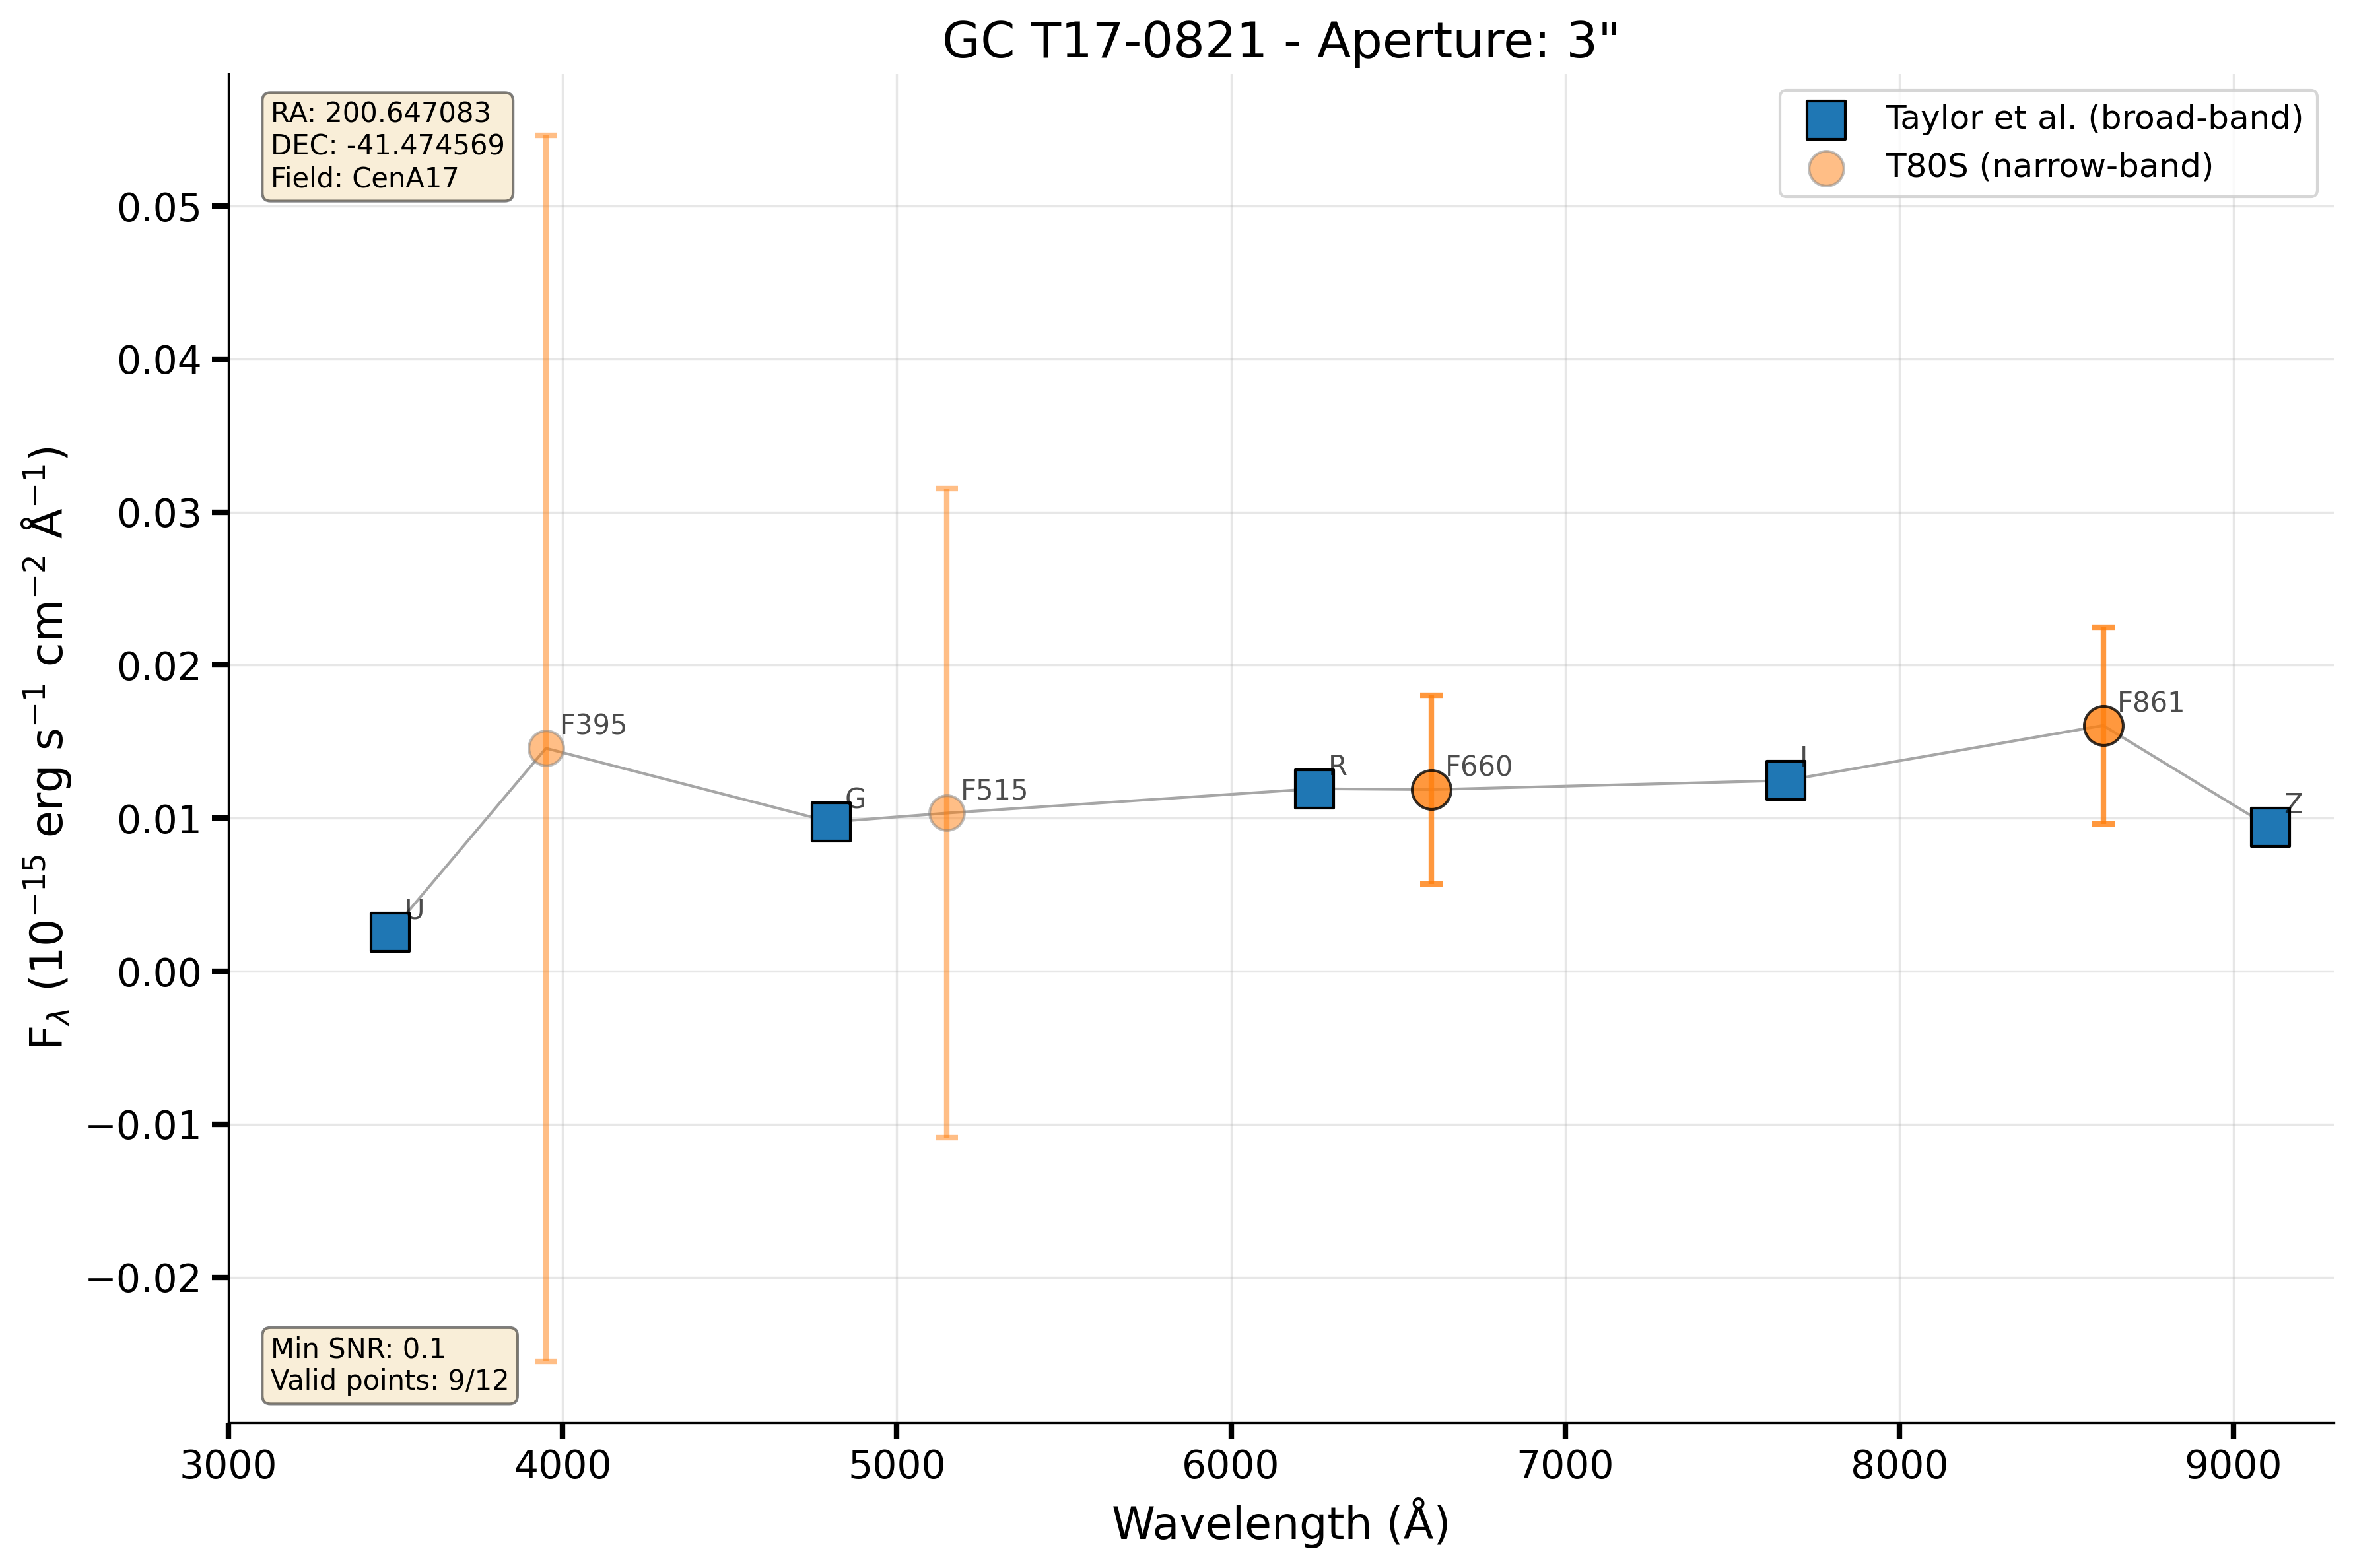 GC T17-0821 - Aperture: 3"
RA: 200.647083
DEC: -41.474569
Field: CenA17
Taylor et al. (broad-band)
T80S (narrow-band)
0.05
0.04
0.03
0.02
0.01
0.00
−0.01
−0.02
F_λ (10⁻¹⁵ erg s⁻¹ cm⁻² Å⁻¹)
U
F395
G
F515
R
F660
I
F861
Z
Min SNR: 0.1
Valid points: 9/12
3000 4000 5000 6000 7000 8000 9000
Wavelength (Å)